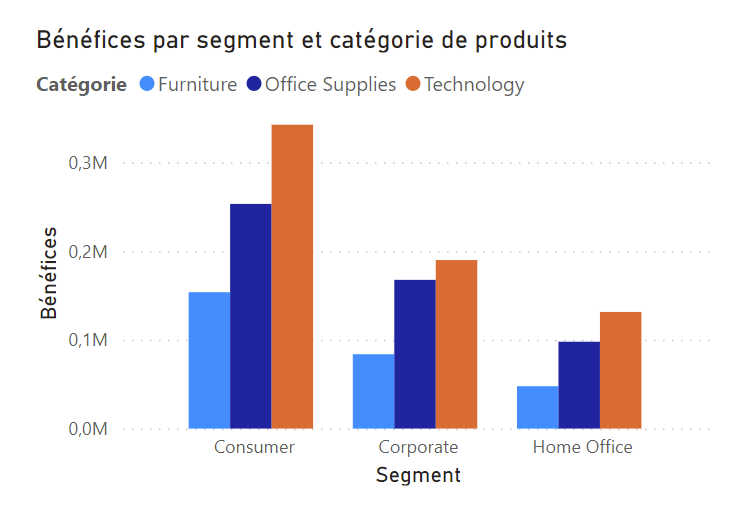 Bénéfices par segment et catégorie de produits
Catégorie Furniture Office Supplies Technology
0,3M
0,2M
0,1M
0,0M
Bénéfices
Consumer Corporate Home Office
Segment